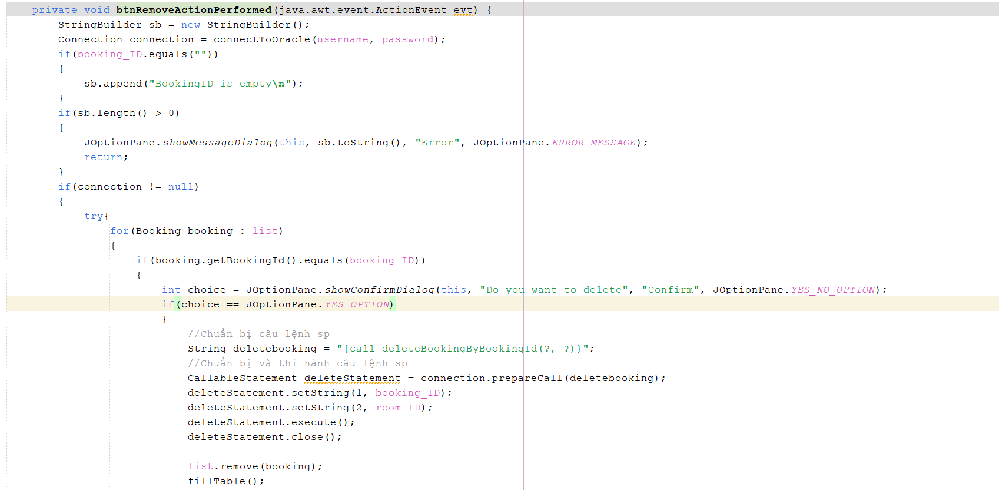 private void btnRemoveActionPerformed(java.awt.event.ActionEvent evt) {
StringBuilder sb = new StringBuilder();
Connection connection = connectToOracle(username, password);
if(booking_ID.equals(""))
{
sb.append("BookingID is empty\n");
}
if(sb.length() > 0)
{
JOptionPane.showMessageDialog(this, sb.toString(), "Error", JOptionPane.ERROR_MESSAGE);
return;
}
if(connection != null)
{
try{
for(Booking booking : list)
{
if(booking.getBookingId().equals(booking_ID))
{
int choice = JOptionPane.showConfirmDialog(this, "Do you want to delete", "Confirm", JOptionPane.YES_NO_OPTION);
if(choice == JOptionPane.YES_OPTION)
{
//Chuẩn bị câu lệnh sp
String deletebooking = "{call deleteBookingByBookingId(?, ?)}";
//Chuẩn bị và thi hành câu lệnh sp
CallableStatement deleteStatement = connection.prepareCall(deletebooking);
deleteStatement.setString(1, booking_ID);
deleteStatement.setString(2, room_ID);
deleteStatement.execute();
deleteStatement.close();
list.remove(booking);
fillTable();